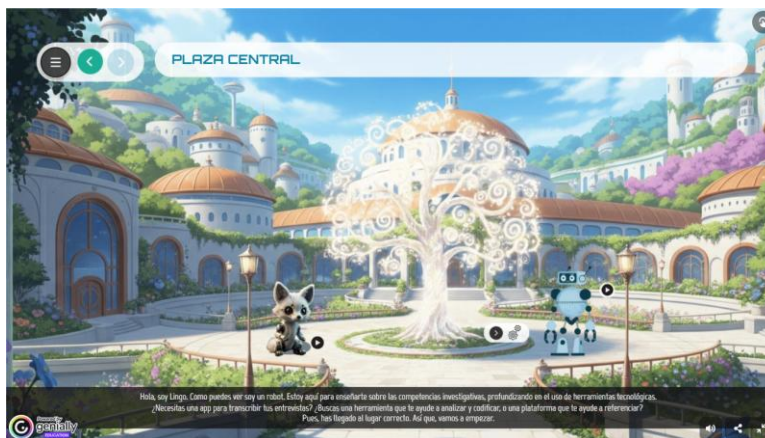 PLAZA CENTRAL
Hola, soy Lingo. Como puedes ver soy un robot. Estoy aquí para enseñarte sobre las competencias investigativas, profundizando en el uso de herramientas tecnológicas.
¿Necesitas una app para transcribir tus entrevistas? ¿Buscas una herramienta que te ayude a analizar y codificar, o una plataforma que te ayude a referenciar?
Pues, has llegado al lugar correcto. Así que, vamos a empezar.
Powered by
genially
EDUCATION